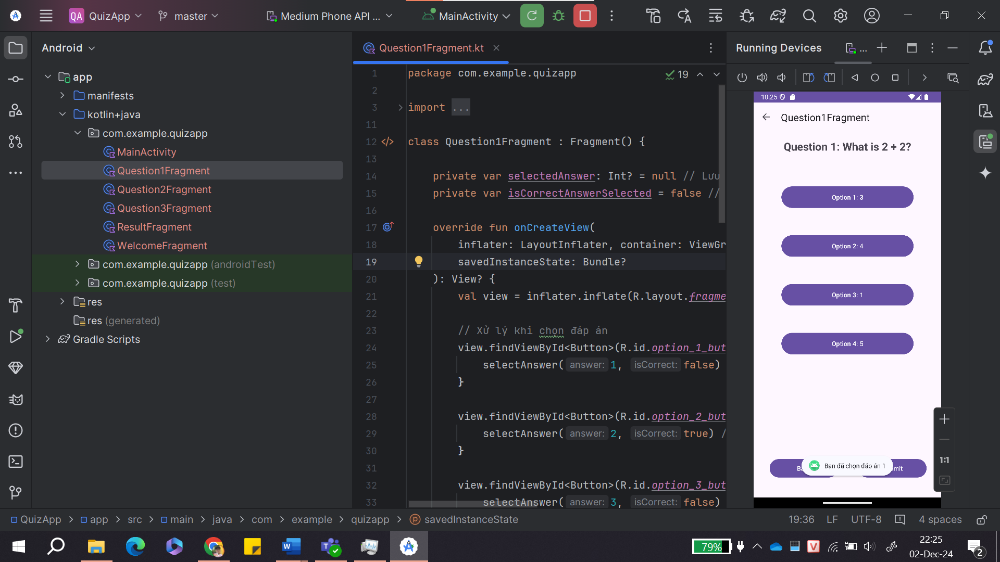 QA QuizApp
master
Medium Phone API ...
MainActivity
Android
app
manifests
kotlin+java
com.example.quizapp
MainActivity
Question1Fragment
Question2Fragment
Question3Fragment
ResultFragment
WelcomeFragment
com.example.quizapp (androidTest)
com.example.quizapp (test)
res
res (generated)
Gradle Scripts
Question1Fragment.kt
19
1 package com.example.quizapp
2
3 import ...
11
12 class Question1Fragment : Fragment() {
13
14 private var selectedAnswer: Int? = null // Lưu
15 private var isCorrectAnswerSelected = false //
16
17 override fun onCreateView(
18 inflater: LayoutInflater, container: ViewGr
19 savedInstanceState: Bundle?
20 ): View? {
21 val view = inflater.inflate(R.layout.fragme
22
23 // Xử lý khi chọn đáp án
24 view.findViewById<Button>(R.id.option_1_but
25 selectAnswer( answer: 1, isCorrect: false)
26 }
27
28 view.findViewById<Button>(R.id.option_2_but
29 selectAnswer( answer: 2, isCorrect: true) /
30 }
31
32 view.findViewById<Button>(R.id.option_3_but
33 selectAnswer( answer: 3, isCorrect: false)
Running Devices
...
10:25
Question1Fragment
Question 1: What is 2 + 2?
Option 1: 3
Option 2: 4
Option 3: 1
Option 4: 5
Bạn đã chọn đáp án 1
1:1
QuizApp > app > src > main > java > com > example > quizapp > savedInstanceState
19:36 LF UTF-8 4 spaces
79%
22:25
02-Dec-24
2